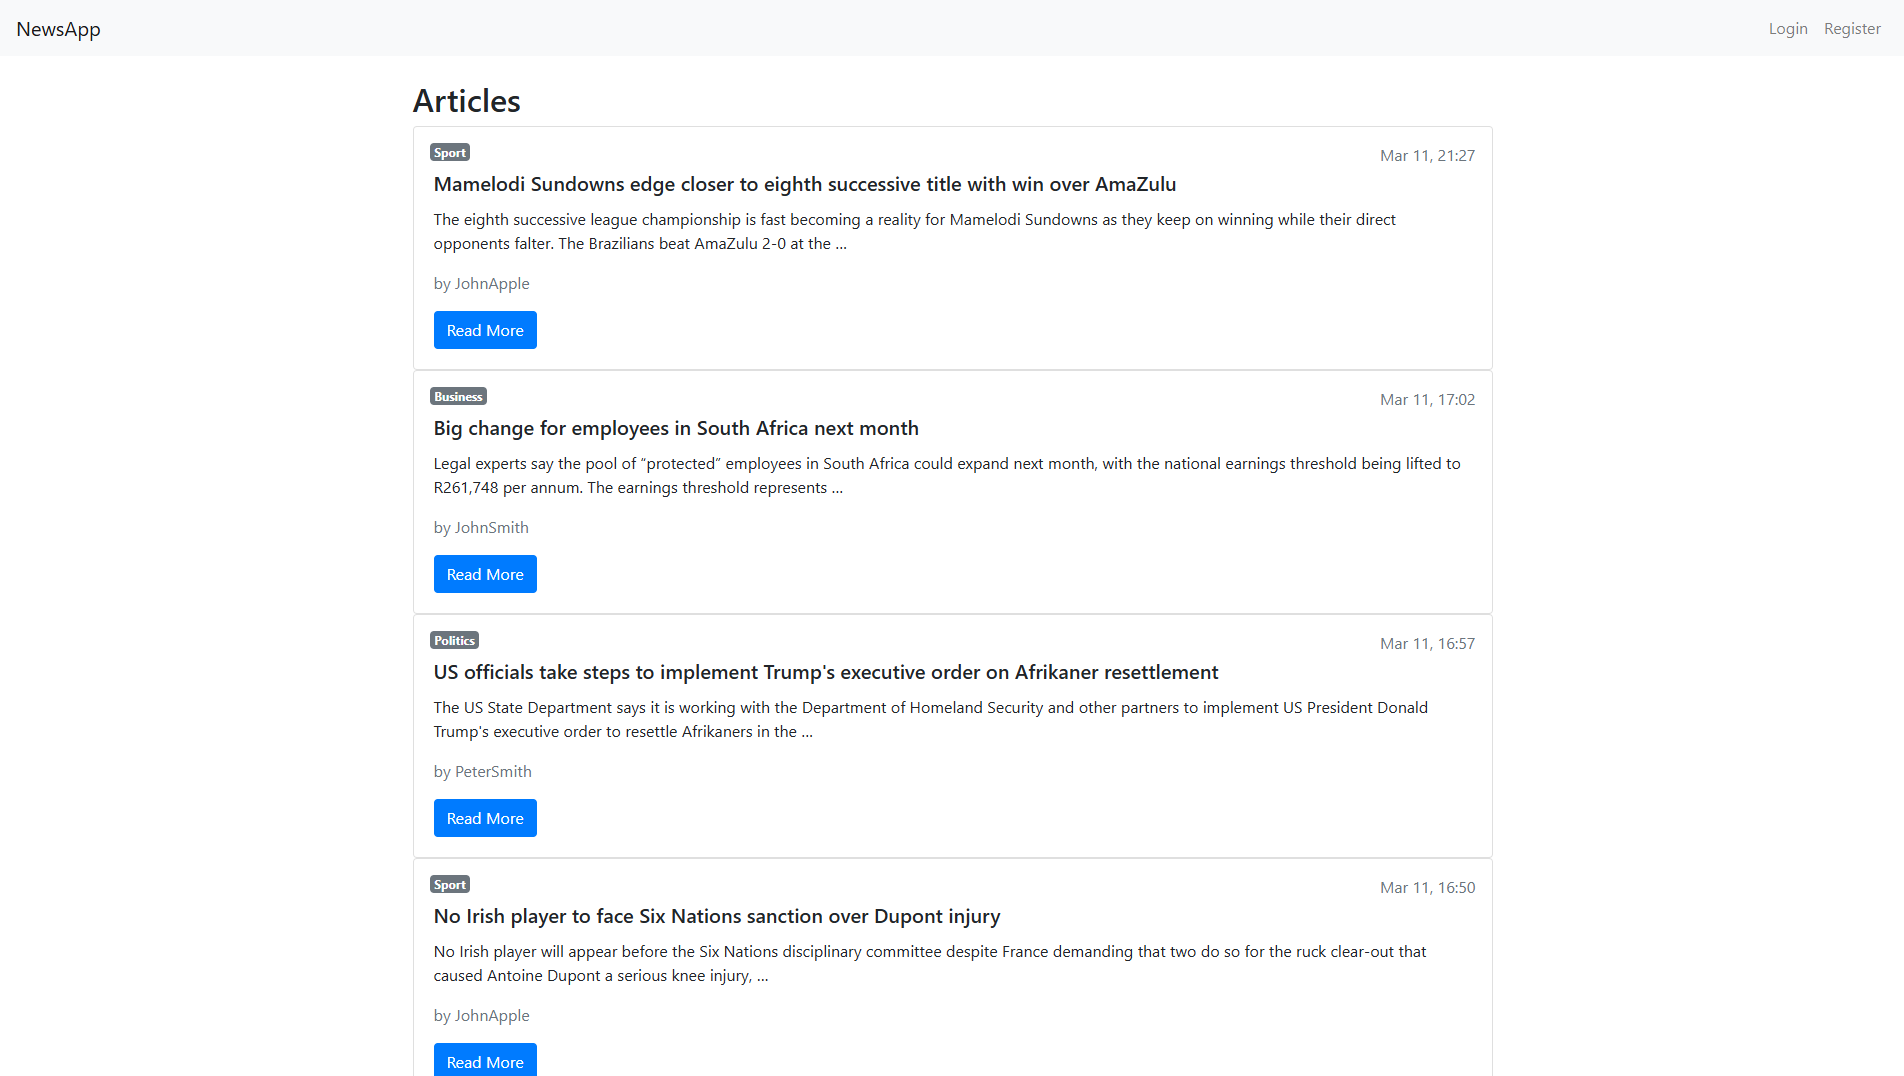 NewsApp
Login Register
Articles
Sport
Mar 11, 21:27
Mamelodi Sundowns edge closer to eighth successive title with win over AmaZulu
The eighth successive league championship is fast becoming a reality for Mamelodi Sundowns as they keep on winning while their direct
opponents falter. The Brazilians beat AmaZulu 2-0 at the ...
by JohnApple
Read More
Business
Mar 11, 17:02
Big change for employees in South Africa next month
Legal experts say the pool of “protected” employees in South Africa could expand next month, with the national earnings threshold being lifted to
R261,748 per annum. The earnings threshold represents ...
by JohnSmith
Read More
Politics
Mar 11, 16:57
US officials take steps to implement Trump's executive order on Afrikaner resettlement
The US State Department says it is working with the Department of Homeland Security and other partners to implement US President Donald
Trump's executive order to resettle Afrikaners in the ...
by PeterSmith
Read More
Sport
Mar 11, 16:50
No Irish player to face Six Nations sanction over Dupont injury
No Irish player will appear before the Six Nations disciplinary committee despite France demanding that two do so for the ruck clear-out that
caused Antoine Dupont a serious knee injury, ...
by JohnApple
Read More